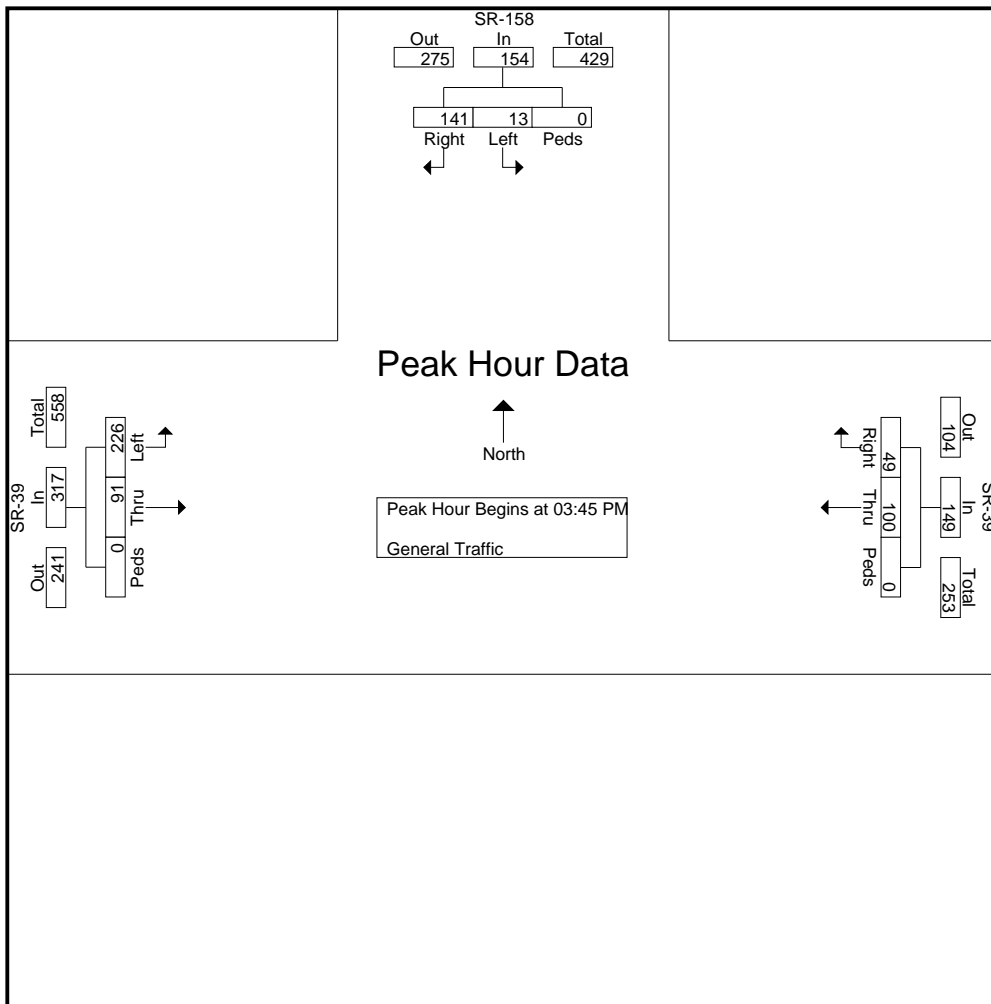 SR-158
Out In Total
275 154 429
141 13 0
Right Left Peds
Peak Hour Data
North
Peak Hour Begins at 03:45 PM
General Traffic
SR-39
Total In Out
558 317 241
226 91 0
Left Thru Peds
SR-39
Out In Total
104 149 253
49 100 0
Right Thru Peds